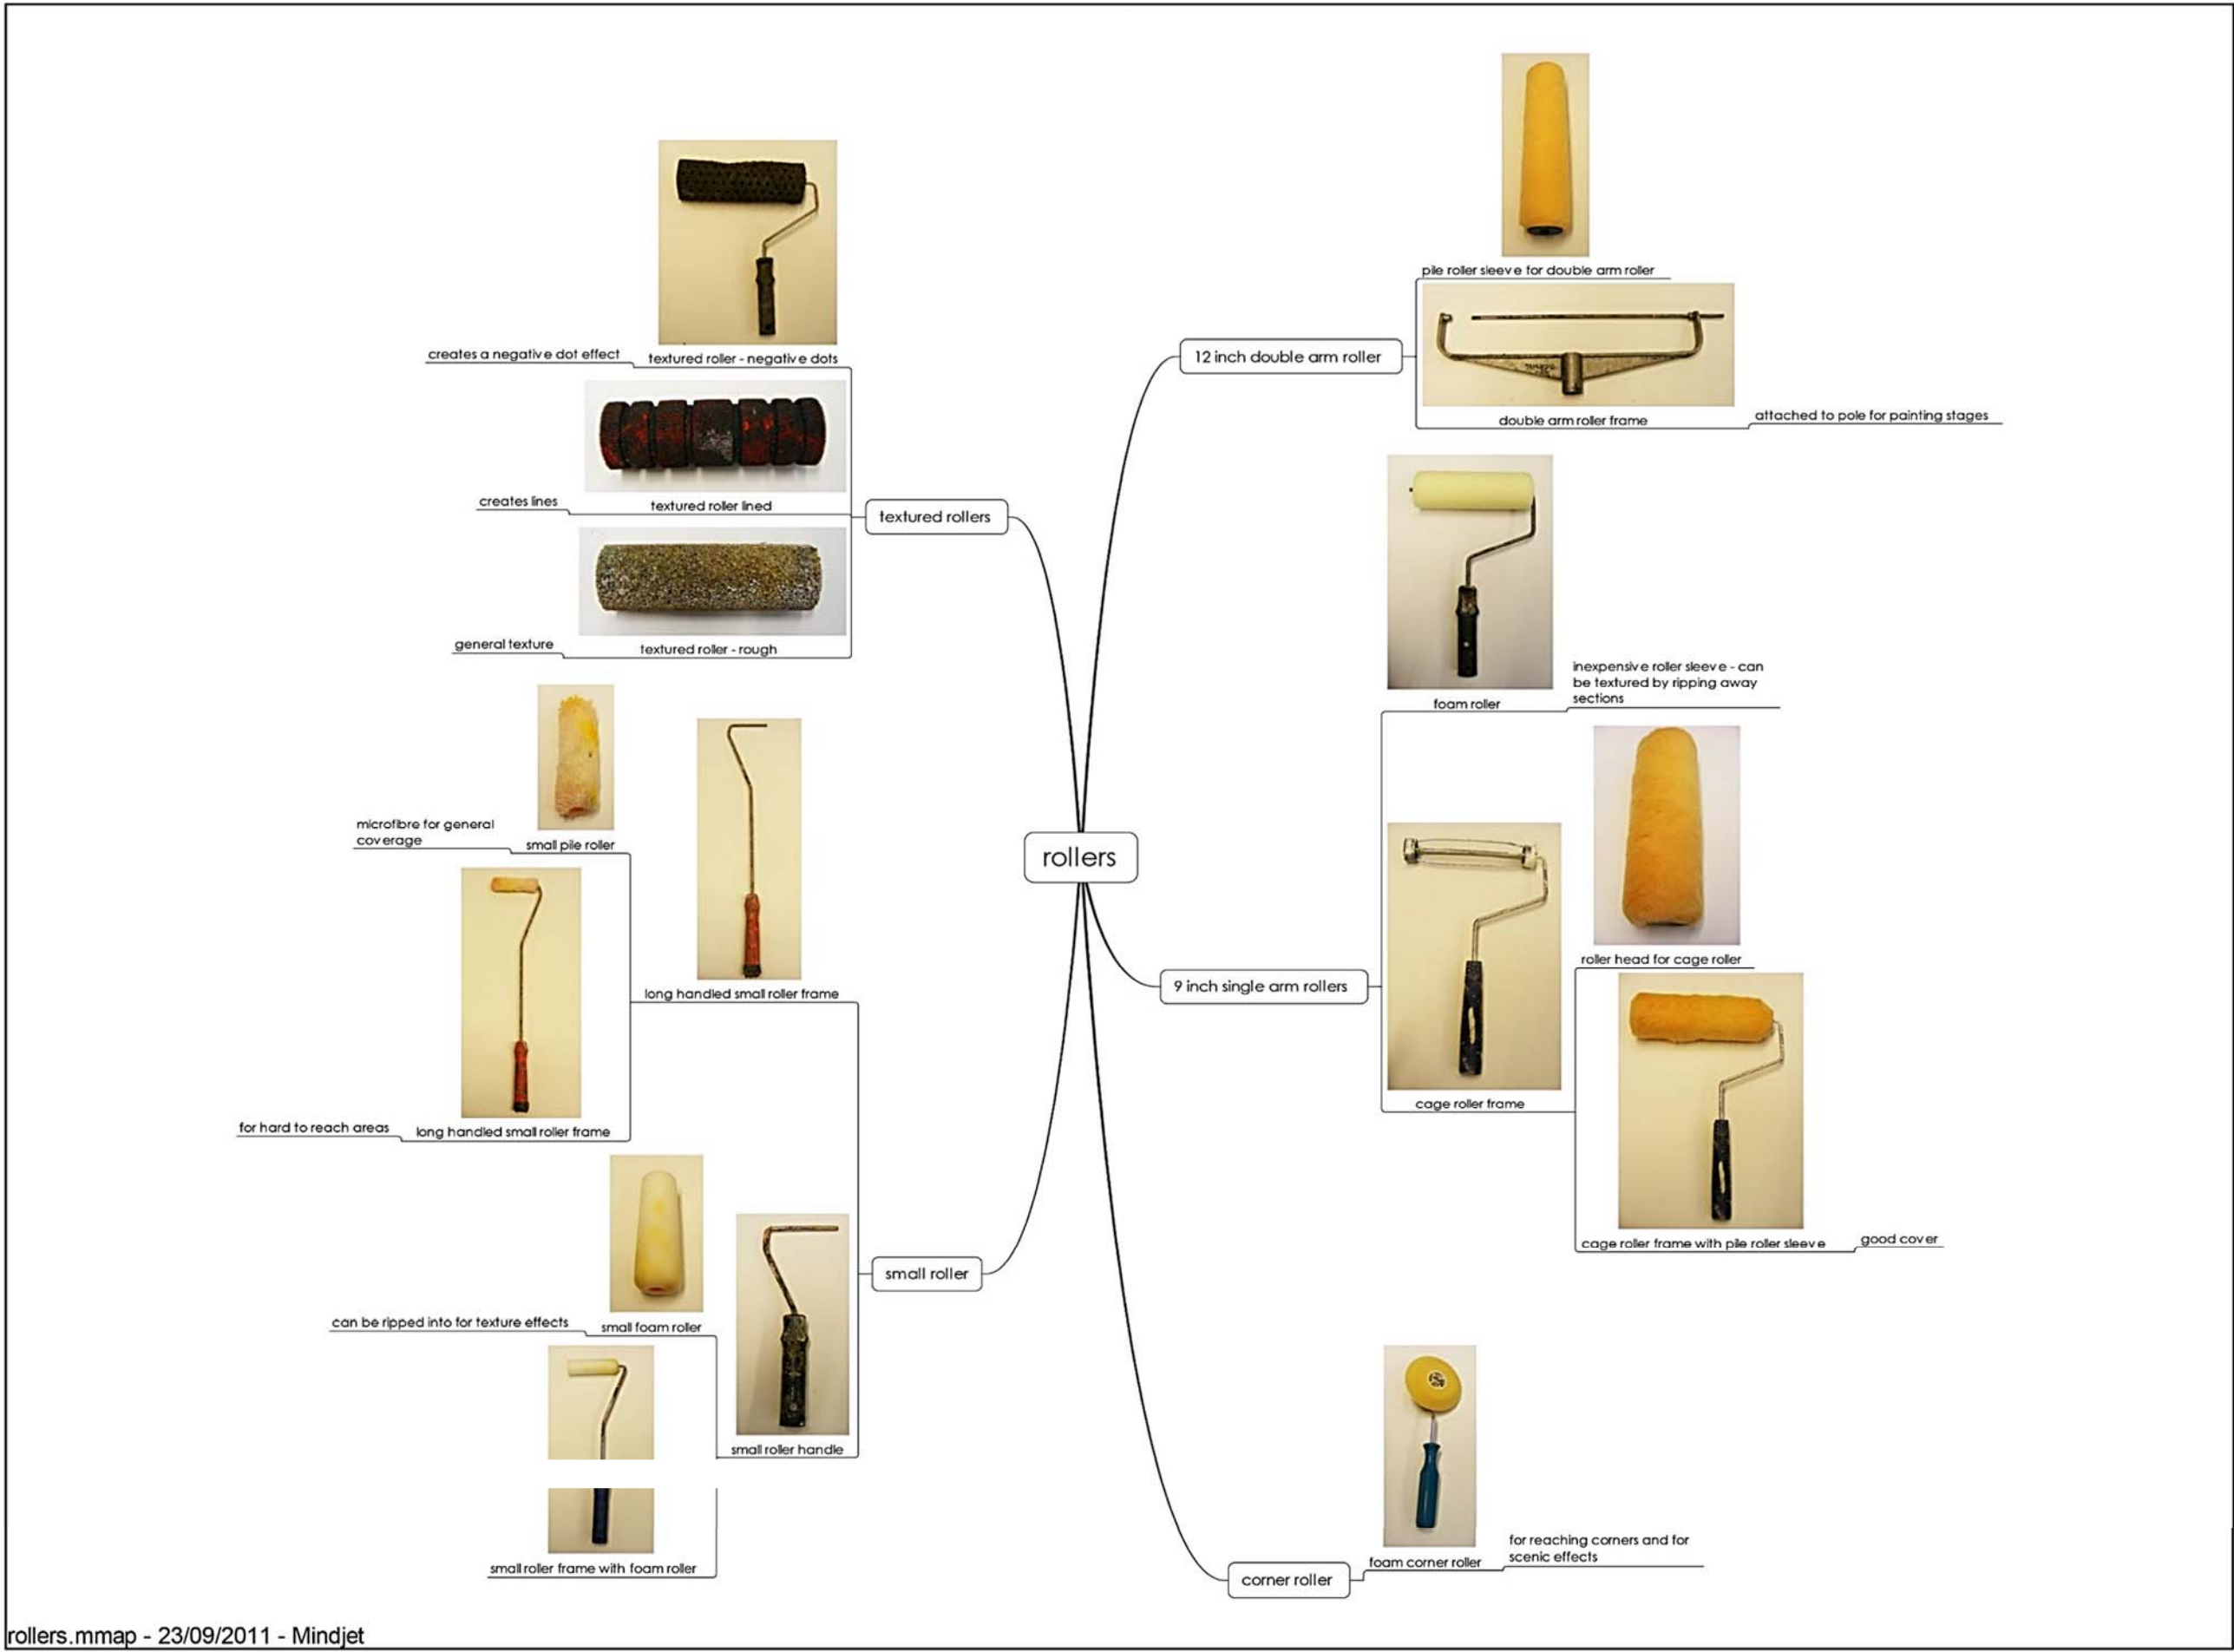 rollers
12 inch double arm roller
pile roller sleeve for double arm roller
double arm roller frame
attached to pole for painting stages
9 inch single arm rollers
foam roller
inexpensive roller sleeve - can
be textured by ripping away
sections
cage roller frame
roller head for cage roller
cage roller frame with pile roller sleeve
good cover
corner roller
foam corner roller
for reaching corners and for
scenic effects
textured rollers
textured roller - negative dots
creates a negative dot effect
textured roller lined
creates lines
textured roller - rough
general texture
small roller
long handled small roller frame
small pile roller
microfibre for general
coverage
long handled small roller frame
for hard to reach areas
small roller handle
small foam roller
can be ripped into for texture effects
small roller frame with foam roller
rollers.mmap - 23/09/2011 - Mindjet